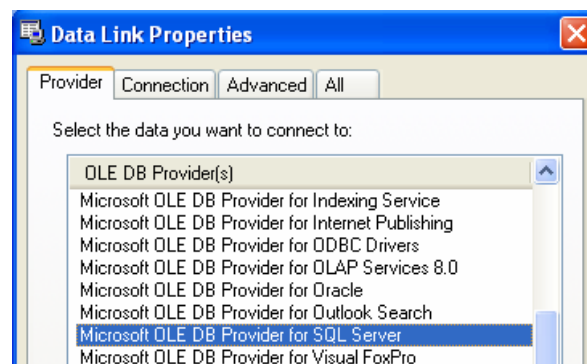 Data Link Properties
Provider Connection Advanced All
Select the data you want to connect to:
OLE DB Provider(s)
Microsoft OLE DB Provider for Indexing Service
Microsoft OLE DB Provider for Internet Publishing
Microsoft OLE DB Provider for ODBC Drivers
Microsoft OLE DB Provider for OLAP Services 8.0
Microsoft OLE DB Provider for Oracle
Microsoft OLE DB Provider for Outlook Search
Microsoft OLE DB Provider for SQL Server
Microsoft OLE DB Provider for Visual FoxPro